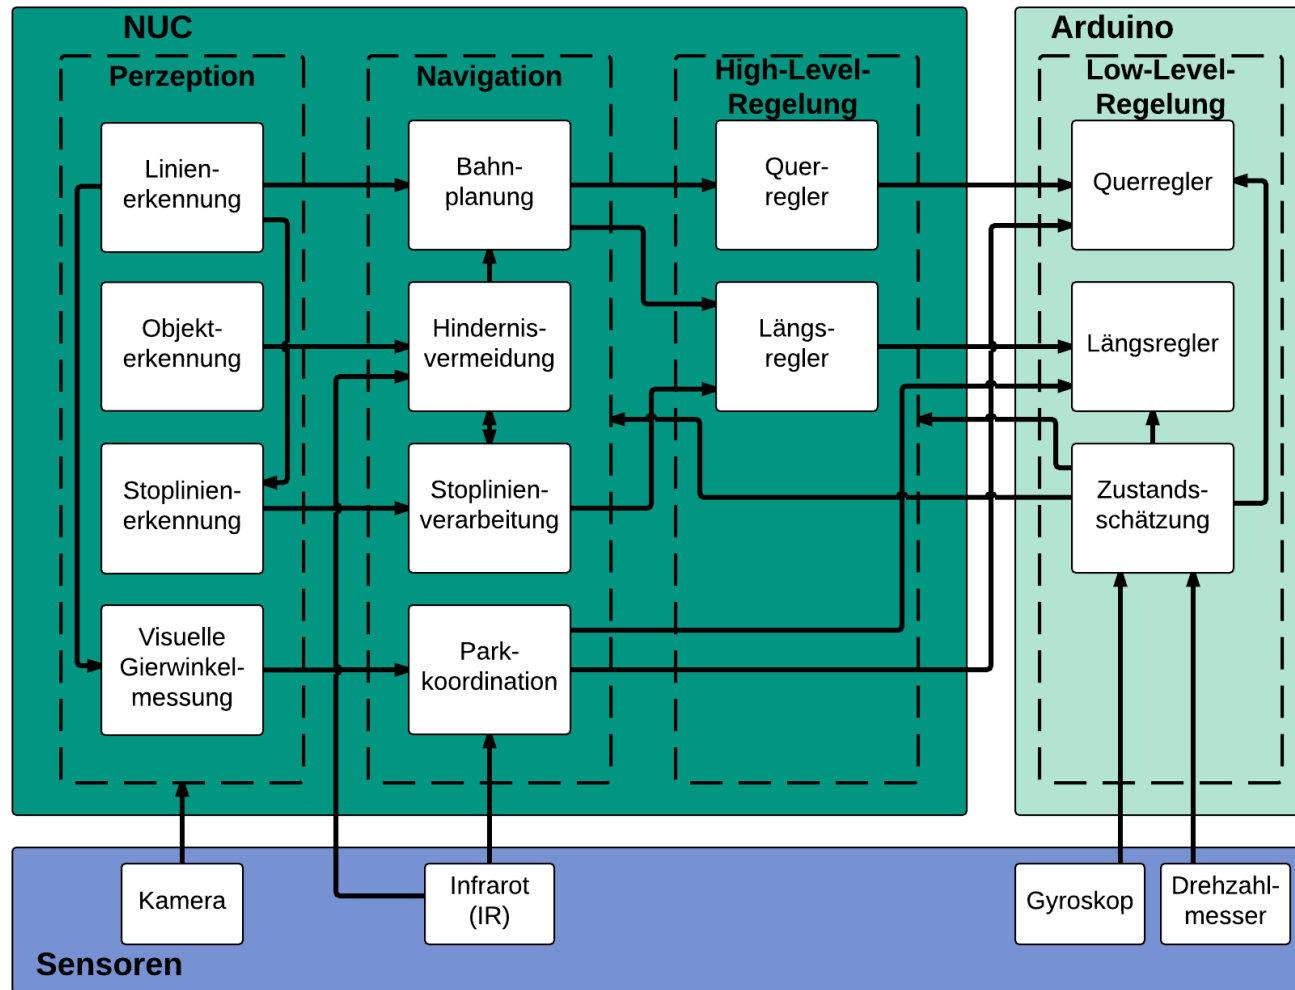 NUC
Perzeption
Linien-
erkennung
Objekt-
erkennung
Stoplinien-
erkennung
Visuelle
Gierwinkel-
messung
Navigation
Bahn-
planung
Hindernis-
vermeidung
Stoplinien-
verarbeitung
Park-
koordination
High-Level-
Regelung
Quer-
regler
Längs-
regler
Arduino
Low-Level-
Regelung
Querregler
Längsregler
Zustands-
schätzung
Kamera
Infrarot
(IR)
Gyroskop
Drehzahl-
messer
Sensoren